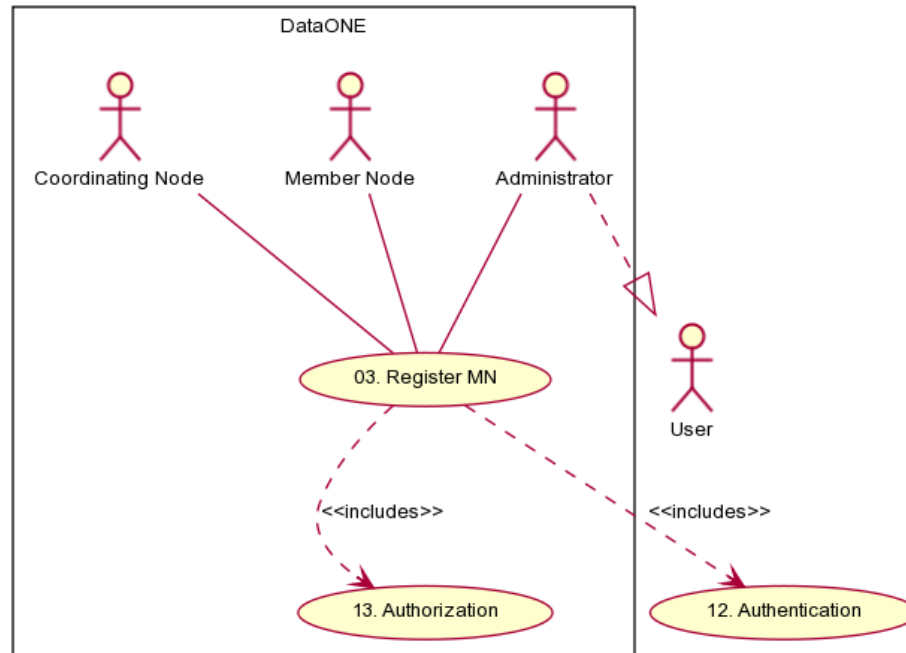 DataONE
Coordinating Node
Member Node
Administrator
03. Register MN
User
<<includes>>
<<includes>>
13. Authorization
12. Authentication